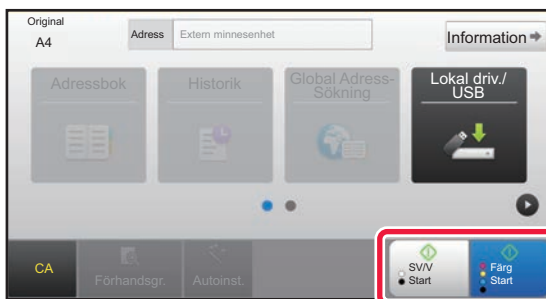 Original
A4
Adress
Extern minnesenhet
Information
Adressbok
Historik
Global Adress-
Sökning
Lokal driv./
USB
CA
Förhandsgr.
Autoinst.
SV/V
Start
Färg
Start